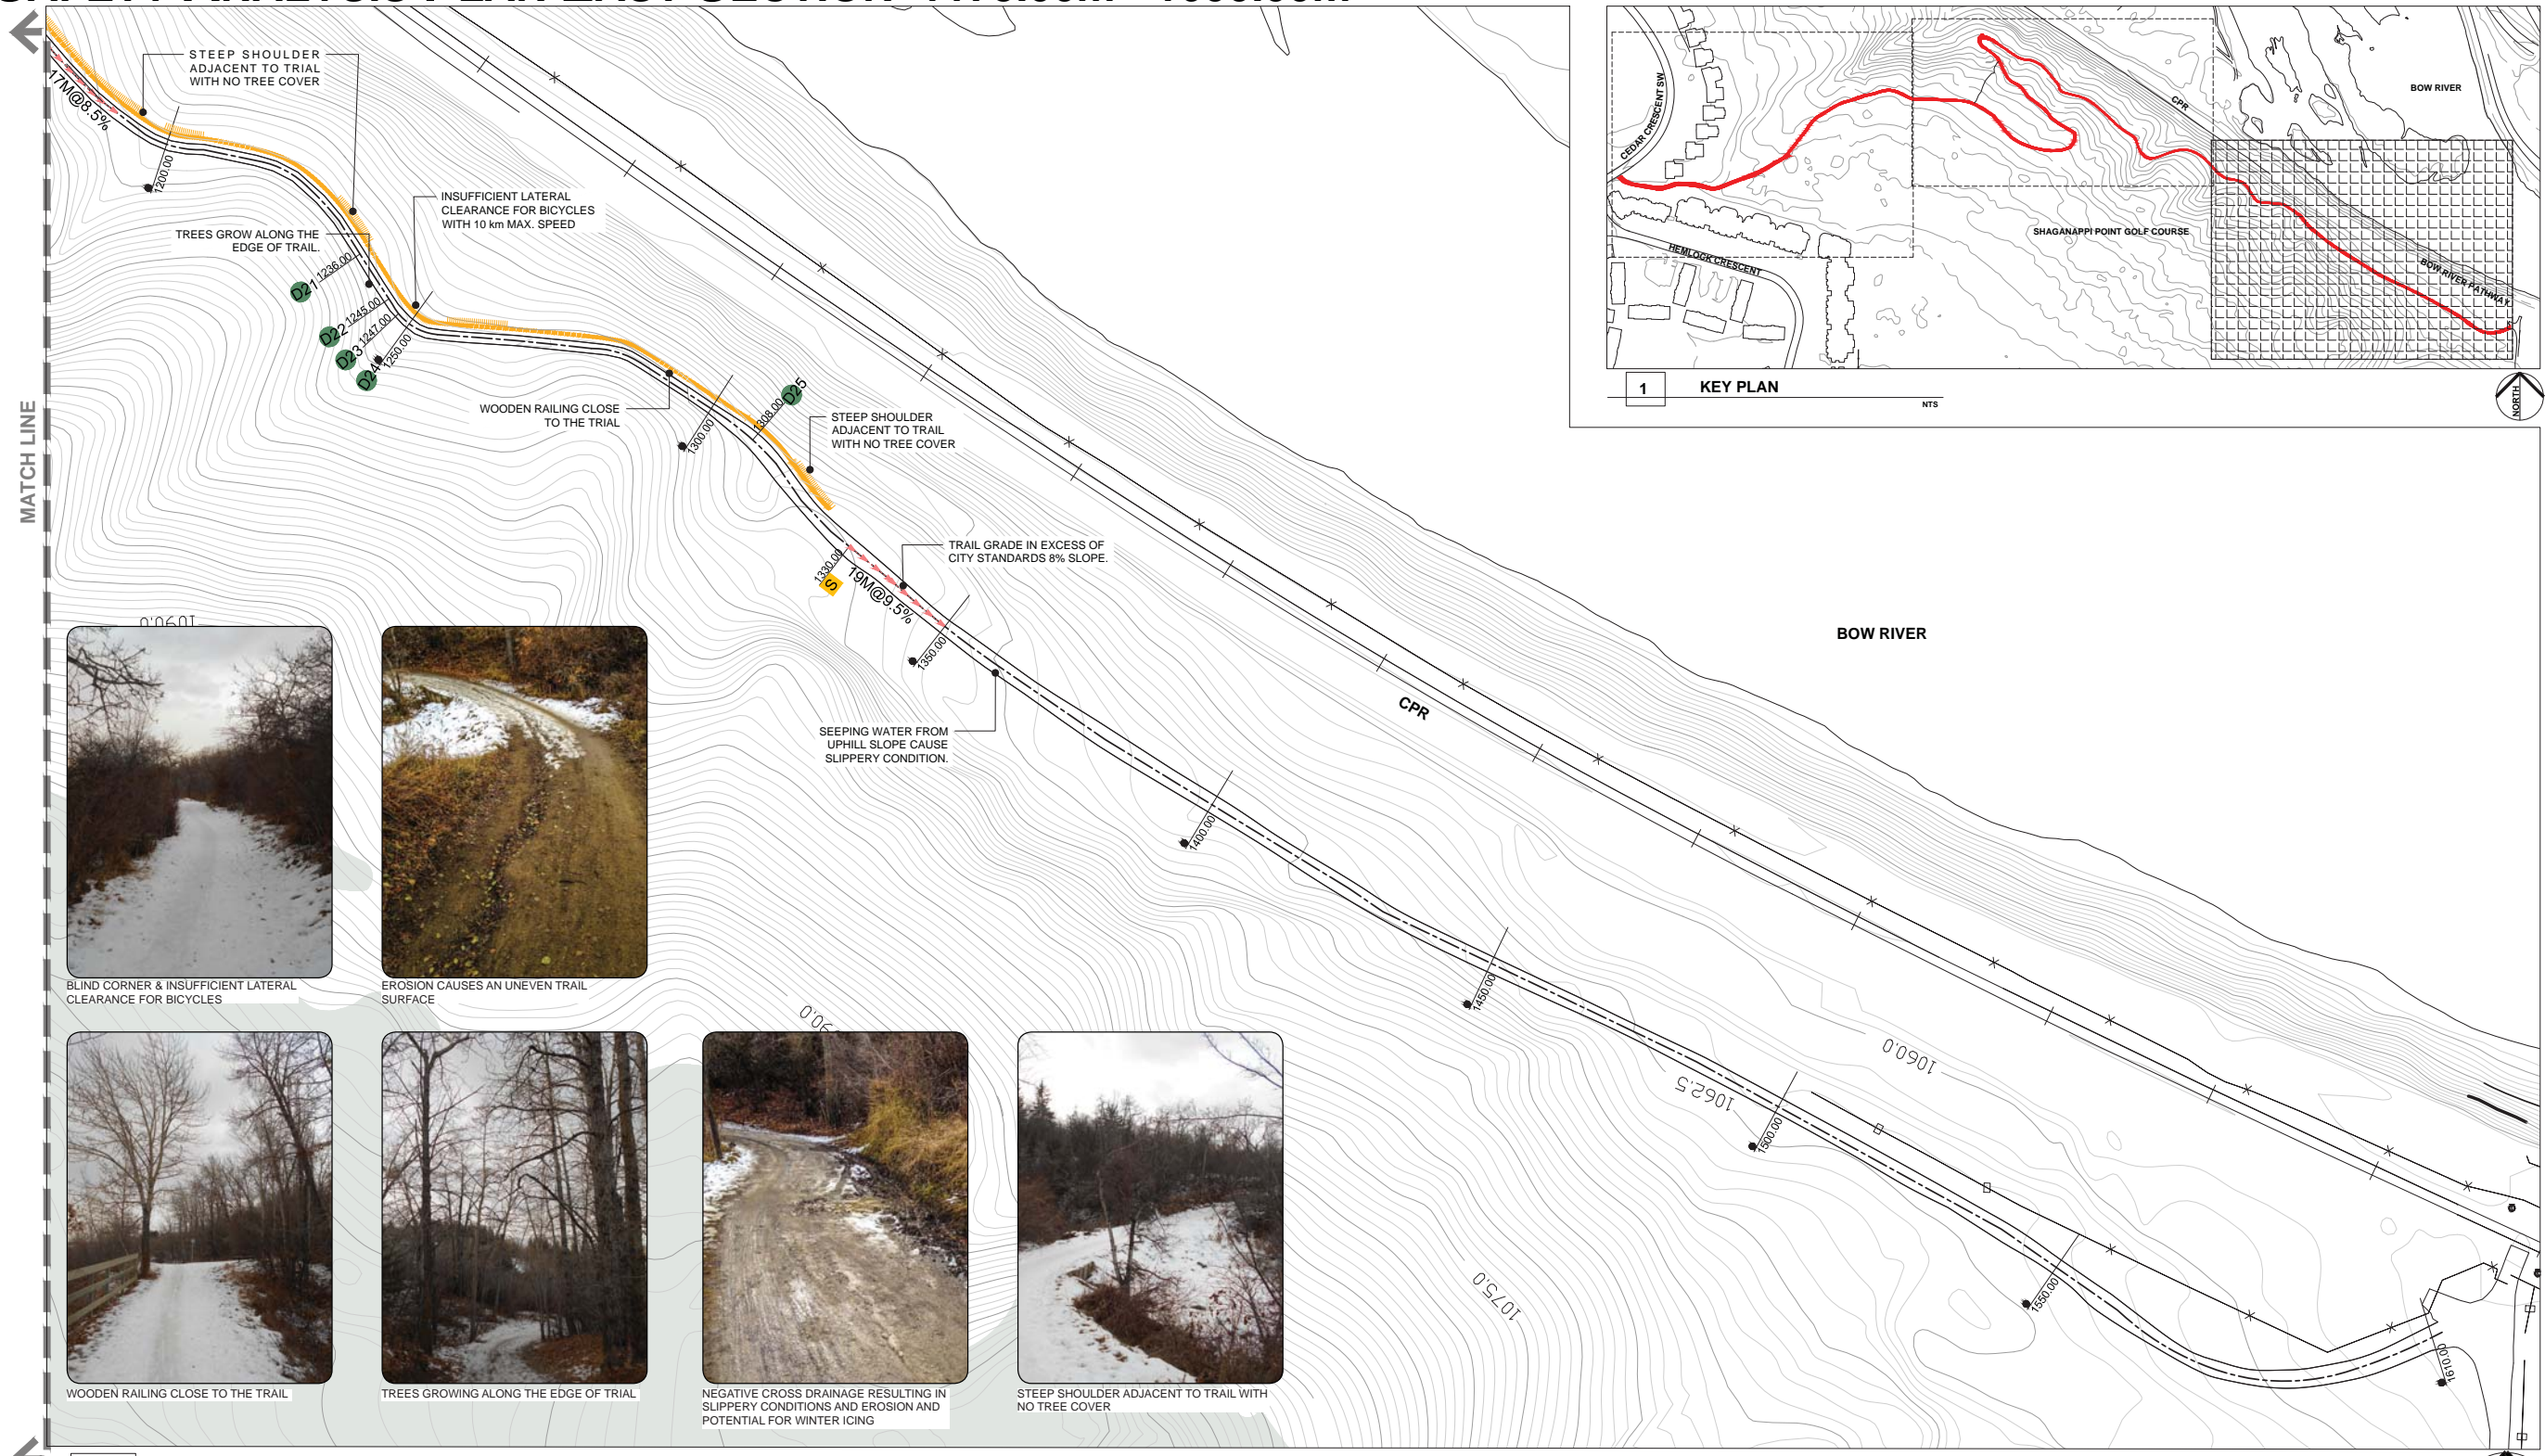 STEEP SHOULDER
ADJACENT TO TRIAL
WITH NO TREE COVER
17M@8.5%
1200.00
INSUFFICIENT LATERAL
CLEARANCE FOR BICYCLES
WITH 10 km MAX. SPEED
TREES GROW ALONG THE
EDGE OF TRAIL.
D21 1236.00
D22 1245.00
D23 1247.00
D24
1250.00
WOODEN RAILING CLOSE
TO THE TRIAL
1300.00
1308.00 D25
STEEP SHOULDER
ADJACENT TO TRAIL
WITH NO TREE COVER
MATCH LINE
TRAIL GRADE IN EXCESS OF
CITY STANDARDS 8% SLOPE.
1330.00
S
19M@9.5%
1350.00
SEEPING WATER FROM
UPHILL SLOPE CAUSE
SLIPPERY CONDITION.
CPR
BOW RIVER
1400.00
1450.00
1500.00
1550.00
1610.00
1090.0
1060.0
1062.5
1075.0
BLIND CORNER & INSUFFICIENT LATERAL
CLEARANCE FOR BICYCLES
EROSION CAUSES AN UNEVEN TRAIL
SURFACE
WOODEN RAILING CLOSE TO THE TRAIL
TREES GROWING ALONG THE EDGE OF TRIAL
NEGATIVE CROSS DRAINAGE RESULTING IN
SLIPPERY CONDITIONS AND EROSION AND
POTENTIAL FOR WINTER ICING
STEEP SHOULDER ADJACENT TO TRAIL WITH
NO TREE COVER
CEDAR CRESCENT SW
CPR
BOW RIVER
SHAGANAPPI POINT GOLF COURSE
HEMLOCK CRESCENT
BOW RIVER PATHWAY
1
KEY PLAN
NTS
NORTH